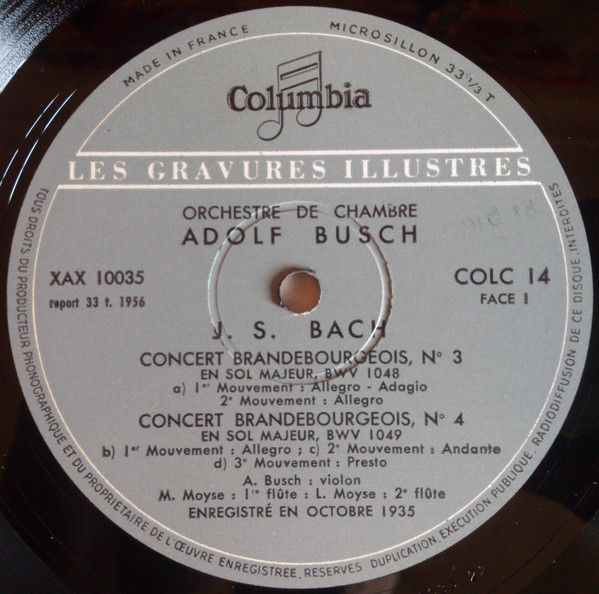 MADE IN FRANCE
MICROSILLON 33 1/3 T
Columbia
LES GRAVURES ILLUSTRES
ORCHESTRE DE CHAMBRE
ADOLF BUSCH
XAX 10035
COLC 14
report 33 t. 1956
FACE 1
J. S. BACH
CONCERT BRANDEBOURGEOIS, N° 3
EN SOL MAJEUR, BWV 1048
a) 1er Mouvement : Allegro - Adagio
2e Mouvement : Allegro
CONCERT BRANDEBOURGEOIS, N° 4
EN SOL MAJEUR, BWV 1049
b) 1er Mouvement : Allegro ; c) 2e Mouvement : Andante
d) 3e Mouvement : Presto
A. Busch : violon
M. Moyse : 1re flûte : L. Moyse : 2e flûte
ENREGISTRÉ EN OCTOBRE 1935
TOUS DROITS DU PRODUCTEUR PHONOGRAPHIQUE ET DU PROPRIÉTAIRE DE L'ŒUVRE ENREGISTRÉE, RÉSERVÉS DUPLICATION, EXÉCUTION PUBLIQUE, RADIODIFFUSION DE CE DISQUE, INTERDITES